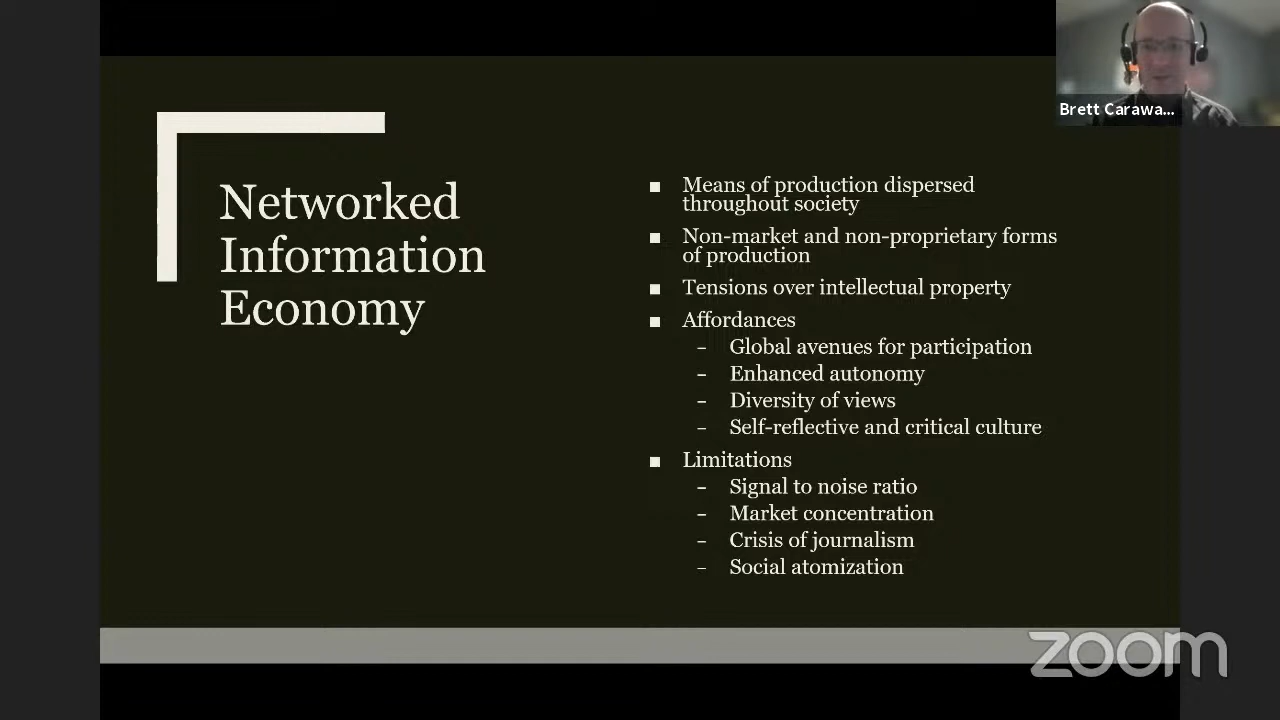 Brett Carawa...
Networked
Information
Economy
■ Means of production dispersed
throughout society
■ Non-market and non-proprietary forms
of production
■ Tensions over intellectual property
■ Affordances
– Global avenues for participation
– Enhanced autonomy
– Diversity of views
– Self-reflective and critical culture
■ Limitations
– Signal to noise ratio
– Market concentration
– Crisis of journalism
– Social atomization
zoom